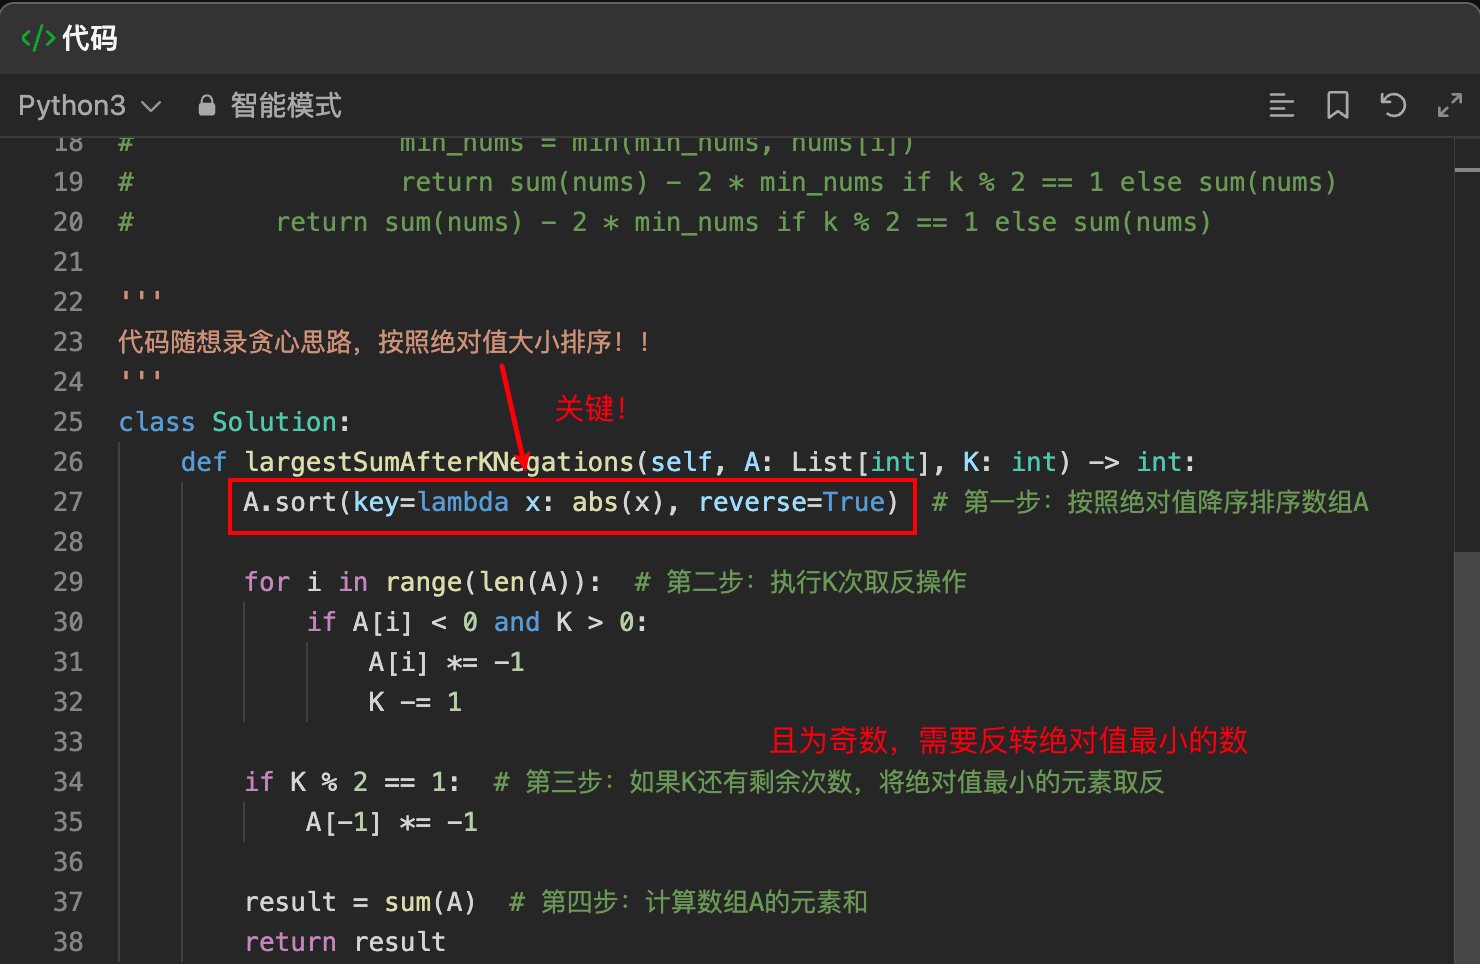 </> 代码
Python3 智能模式
18 # min_nums = min(min_nums, nums[i])
19 # return sum(nums) - 2 * min_nums if k % 2 == 1 else sum(nums)
20 # return sum(nums) - 2 * min_nums if k % 2 == 1 else sum(nums)
21
22 '''
23 代码随想录贪心思路，按照绝对值大小排序！！
24 '''
关键！
25 class Solution:
26 def largestSumAfterKNegations(self, A: List[int], K: int) -> int:
27 A.sort(key=lambda x: abs(x), reverse=True) # 第一步：按照绝对值降序排序数组A
28
29 for i in range(len(A)): # 第二步：执行K次取反操作
30 if A[i] < 0 and K > 0:
31 A[i] *= -1
32 K -= 1
33
且为奇数，需要反转绝对值最小的数
34 if K % 2 == 1: # 第三步：如果K还有剩余次数，将绝对值最小的元素取反
35 A[-1] *= -1
36
37 result = sum(A) # 第四步：计算数组A的元素和
38 return result